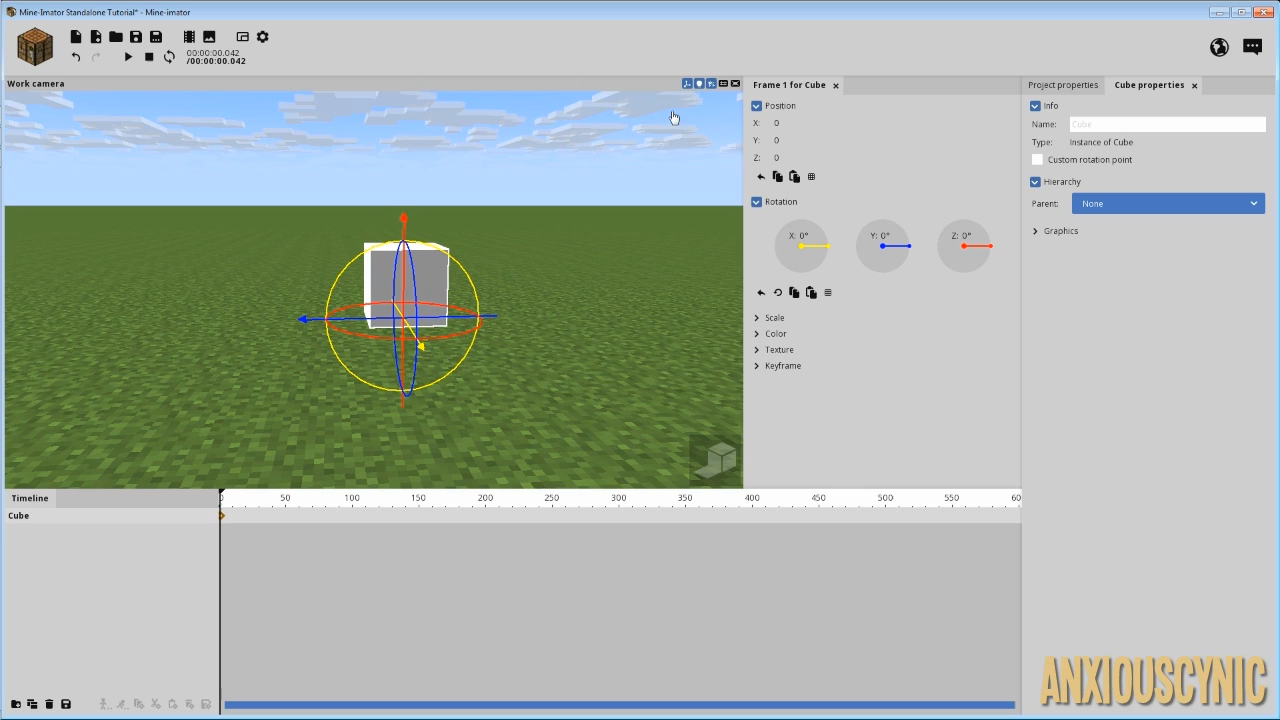 Mine-Imator Standalone Tutorial* - Mine-imator
00:00:00.042
/00:00:00.042
Work camera
Frame 1 for Cube
Position
X: 0
Y: 0
Z: 0
Rotation
X: 0° Y: 0° Z: 0°
Scale
Color
Texture
Keyframe
Project properties Cube properties
Info
Name: Cube
Type: Instance of Cube
Custom rotation point
Hierarchy
Parent: None
Graphics
Timeline
0 50 100 150 200 250 300 350 400 450 500 550 60
Cube
ANXIOUSCYNIC